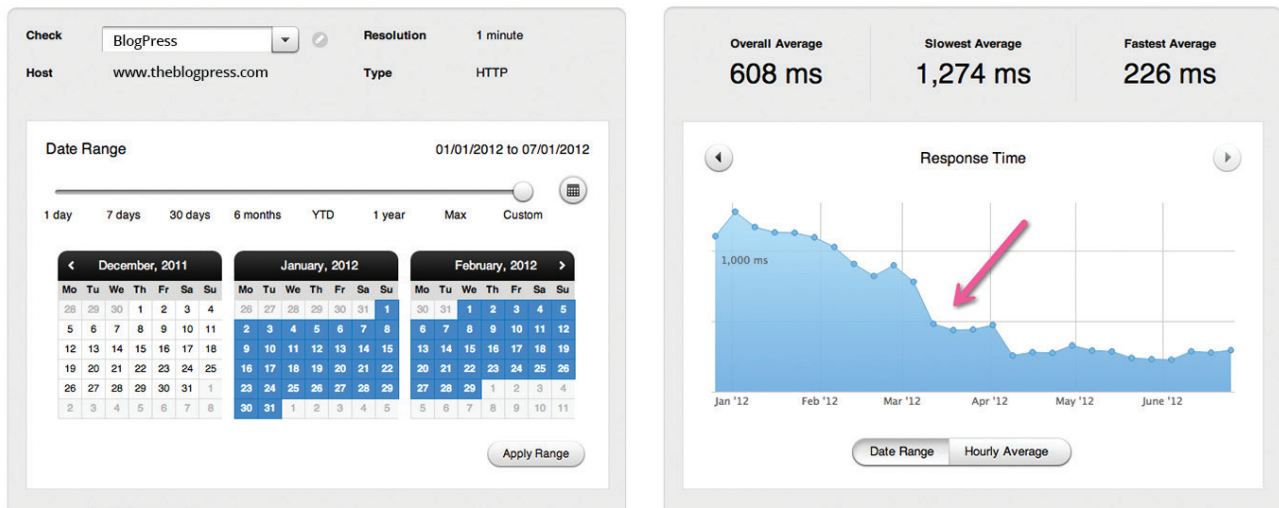 Check BlogPress Resolution 1 minute
Host www.theblogpress.com Type HTTP
Date Range 01/01/2012 to 07/01/2012
1 day 7 days 30 days 6 months YTD 1 year Max Custom
December, 2011
Mo Tu We Th Fr Sa Su
28 29 30 1 2 3 4
5 6 7 8 9 10 11
12 13 14 15 16 17 18
19 20 21 22 23 24 25
26 27 28 29 30 31 1
2 3 4 5 6 7 8
January, 2012
Mo Tu We Th Fr Sa Su
26 27 28 29 30 31 1
2 3 4 5 6 7 8
9 10 11 12 13 14 15
16 17 18 19 20 21 22
23 24 25 26 27 28 29
30 31 1 2 3 4 5
February, 2012
Mo Tu We Th Fr Sa Su
30 31 1 2 3 4 5
6 7 8 9 10 11 12
13 14 15 16 17 18 19
20 21 22 23 24 25 26
27 28 29 1 2 3 4
5 6 7 8 9 10 11
Apply Range
Overall Average Slowest Average Fastest Average
608 ms 1,274 ms 226 ms
Response Time
1,000 ms
Jan '12 Feb '12 Mar '12 Apr '12 May '12 June '12
Date Range Hourly Average